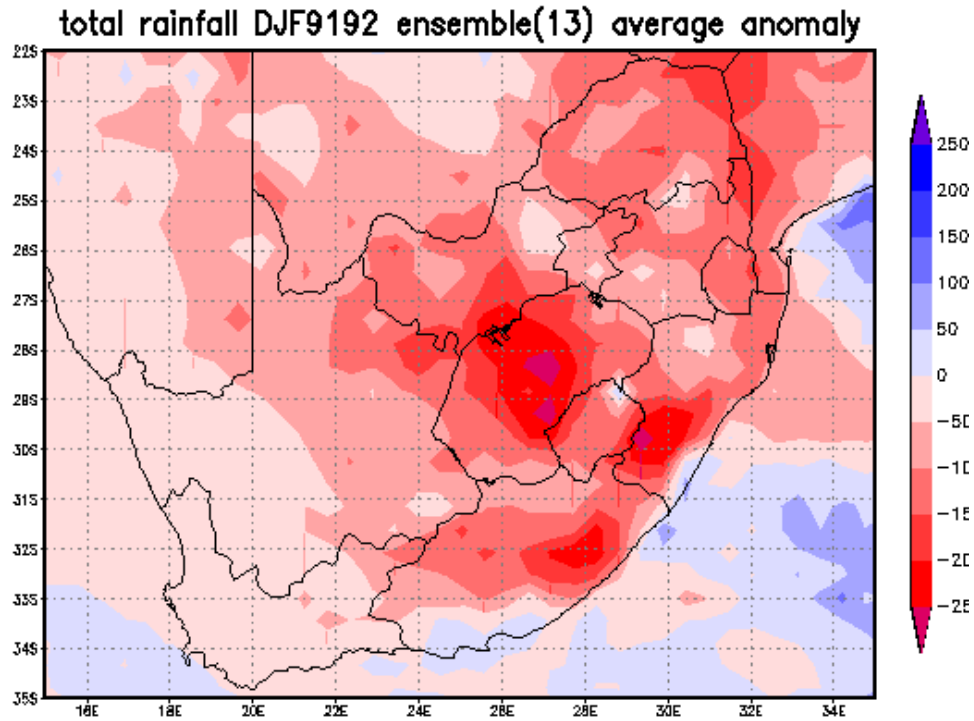 total rainfall DJF9192 ensemble(13) average anomaly
22S
23S
24S
25S
26S
27S
28S
29S
30S
31S
32S
33S
34S
35S
16E 18E 20E 22E 24E 26E 28E 30E 32E 34E
250
200
150
100
50
0
-50
-10
-15
-20
-25